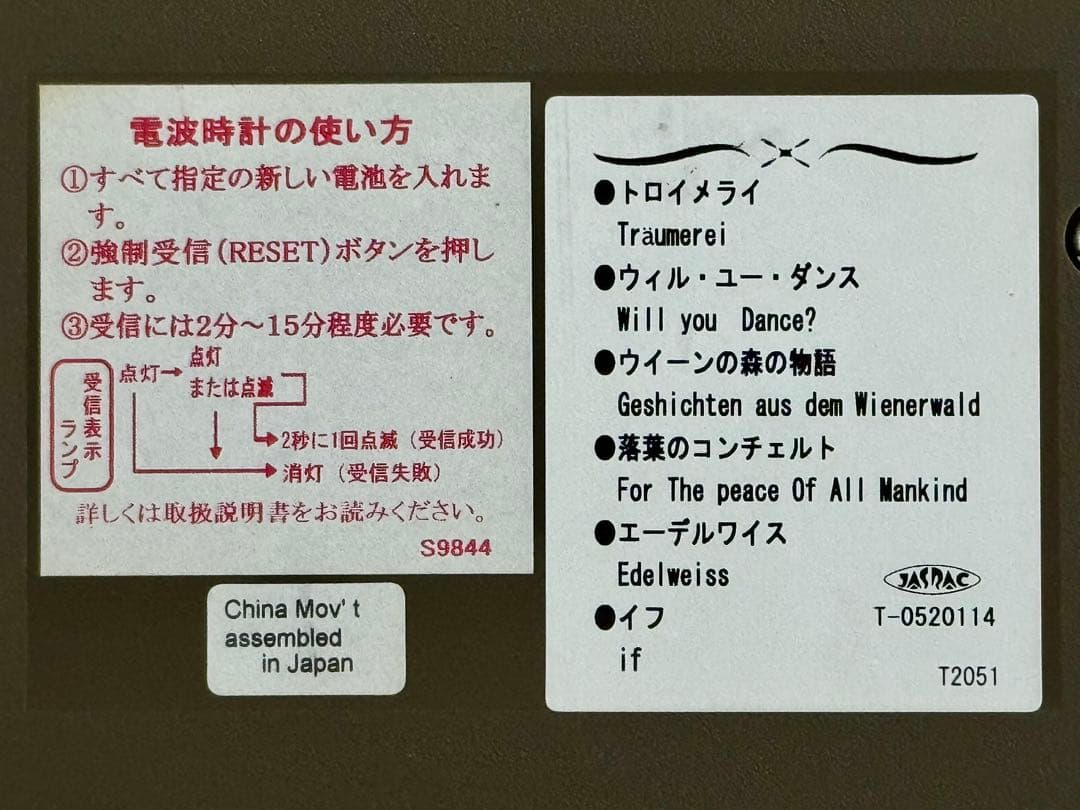 電波時計の使い方
①すべて指定の新しい電池を入れま
す。
②強制受信(RESET)ボタンを押し
ます。
③受信には2分～15分程度必要です。
受信表示
ランプ
点灯→点灯
または点滅
2秒に1回点滅（受信成功）
消灯（受信失敗）
詳しくは取扱説明書をお読みください。
S9844
China Mov' t
assembled
in Japan
●トロイメライ
Träumerei
●ウィル・ユー・ダンス
Will you Dance?
●ウイーンの森の物語
Geshichten aus dem Wienerwald
●落葉のコンチェルト
For The peace Of All Mankind
●エーデルワイス
Edelweiss
●イフ
if
JASRAC
T-0520114
T2051